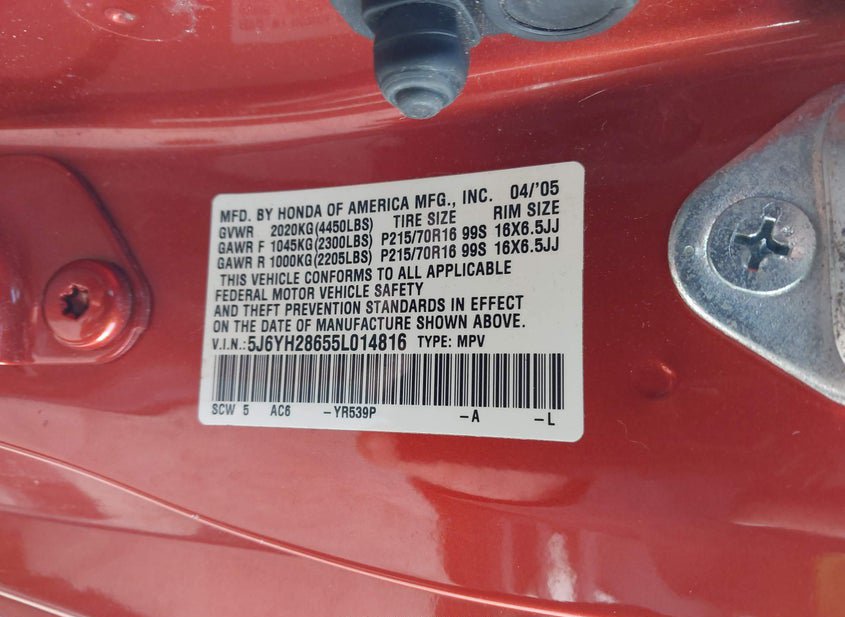 MFD. BY HONDA OF AMERICA MFG., INC. 04/'05
GVWR 2020KG(4450LBS) TIRE SIZE RIM SIZE
GAWR F 1045KG(2300LBS) P215/70R16 99S 16X6.5JJ
GAWR R 1000KG(2205LBS) P215/70R16 99S 16X6.5JJ
THIS VEHICLE CONFORMS TO ALL APPLICABLE
FEDERAL MOTOR VEHICLE SAFETY
AND THEFT PREVENTION STANDARDS IN EFFECT
ON THE DATE OF MANUFACTURE SHOWN ABOVE.
V.I.N.: 5J6YH28655L014816 TYPE: MPV
SCW 5 AC6 -YR539P -A -L